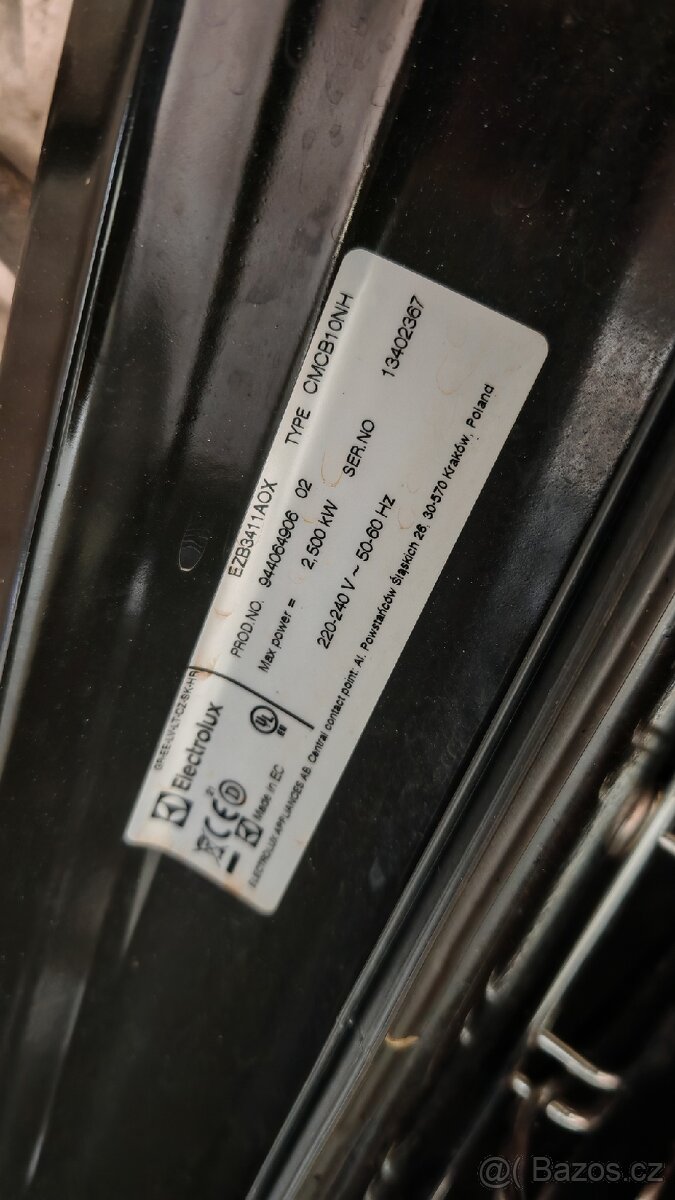 EZB3411AOX TYPE CMCB10NH
PROD.NO. 944064906 02
Max power = 2,500 kW SER.NO 13402367
220-240 V ~ 50-60 Hz
Electrolux
CE D
Made in EC
ELECTROLUX APPLIANCES AB. Central contact point: Al. Powstańców Śląskich 26, 30-570 Kraków, Poland
@( Bazos.cz